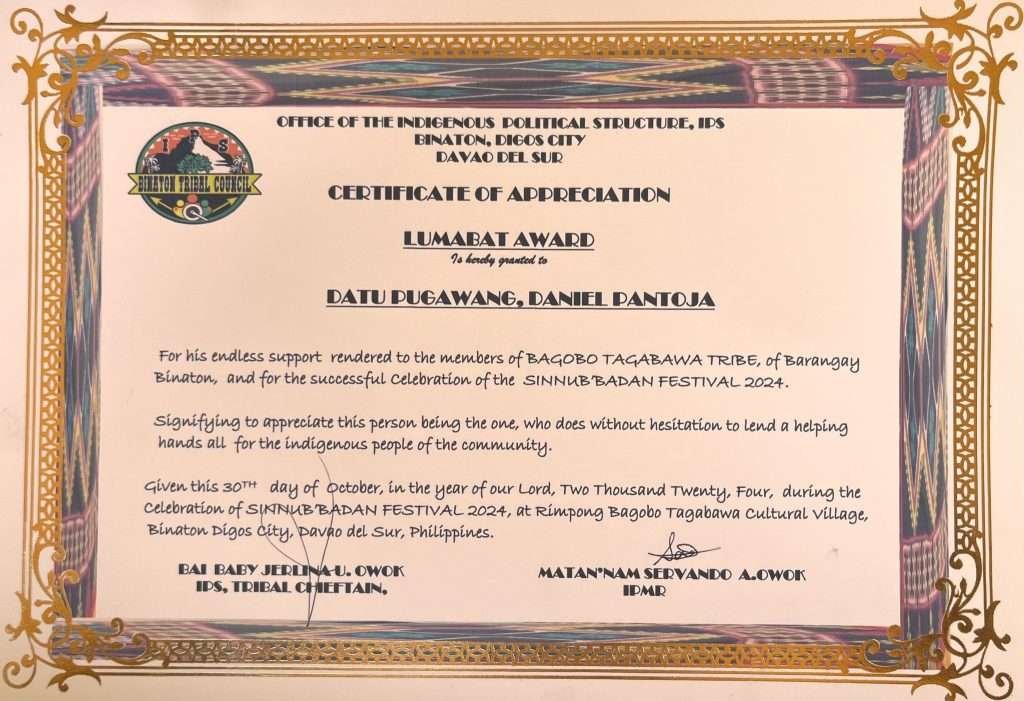 OFFICE OF THE INDIGENOUS POLITICAL STRUCTURE, IPS
BINATON, DIGOS CITY
DAVAO DEL SUR
IPS
BINATON TRIBAL COUNCIL
CERTIFICATE OF APPRECIATION
LUMABAT AWARD
Is hereby granted to
DATU PUGAWANG, DANIEL PANTOJA
For his endless support rendered to the members of BAGOBO TAGABAWA TRIBE, of Barangay
Binaton, and for the successful Celebration of the SINNUB'BADAN FESTIVAL 2024.
Signifying to appreciate this person being the one, who does without hesitation to lend a helping
hands all for the indigenous people of the community.
Given this 30TH day of October, in the year of our Lord, Two Thousand Twenty, Four, during the
Celebration of SINNUB'BADAN FESTIVAL 2024, at Rimpong Bagobo Tagabawa Cultural Village,
Binaton Digos City, Davao del Sur, Philippines.
BAI BABY JERLINA-U. OWOK
IPS, TRIBAL CHIEFTAIN,
MATAN'NAM SERVANDO A.OWOK
IPMR